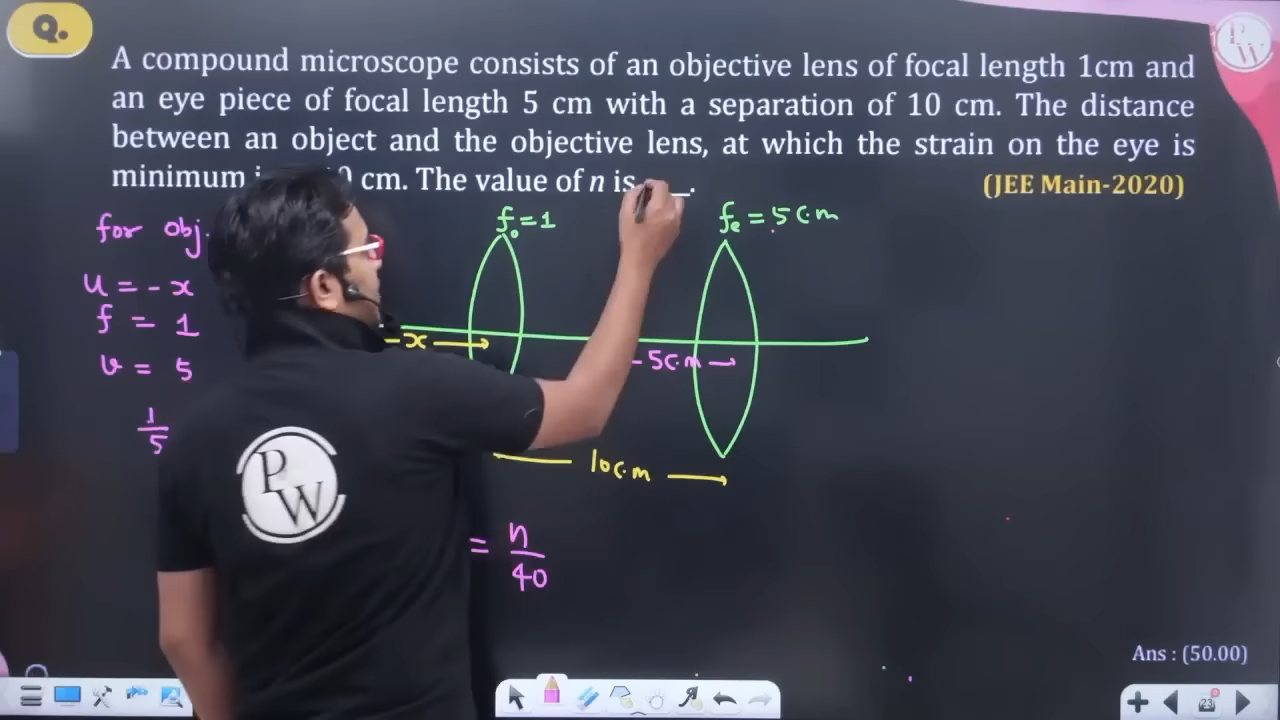 Q.
PW
A compound microscope consists of an objective lens of focal length 1cm and
an eye piece of focal length 5 cm with a separation of 10 cm. The distance
between an object and the objective lens, at which the strain on the eye is
minimum cm. The value of n is ___.
(JEE Main-2020)
for obj.
u = - x
f = 1
v = 5
1/5
f₀ = 1
fₑ = 5 cm
x
5cm
10cm
= n/40
PW
Ans : (50.00)
23